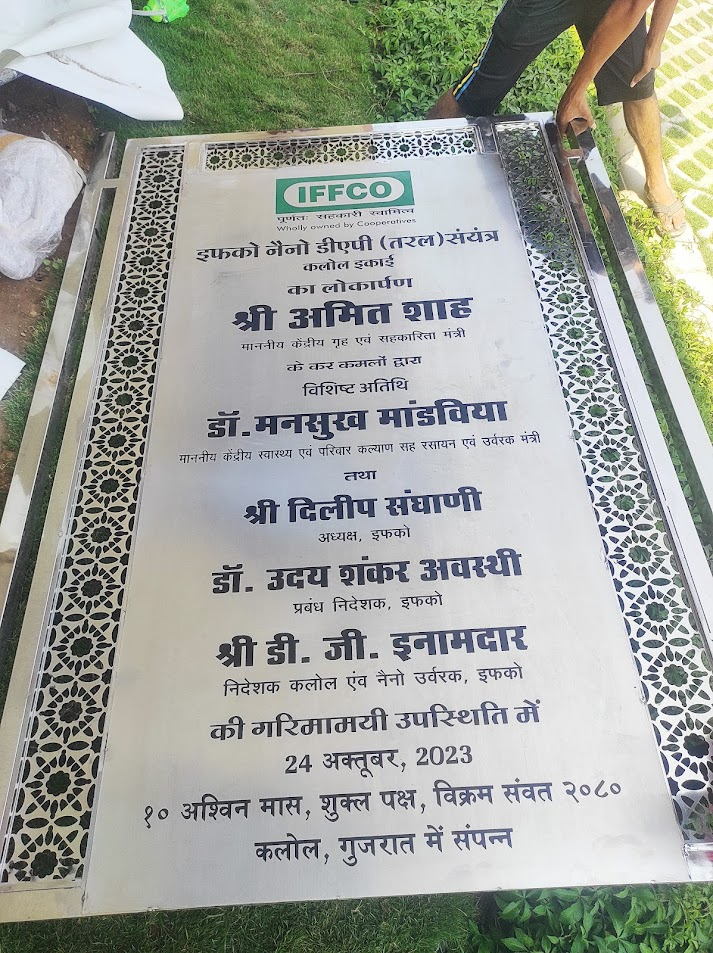 IFFCO
पूर्णतः सहकारी स्वामित्व
Wholly owned by Cooperatives
इफको नैनो डीएपी (तरल) संयंत्र
कलोल इकाई
का लोकार्पण
श्री अमित शाह
माननीय केंद्रीय गृह एवं सहकारिता मंत्री
के कर कमलों द्वारा
विशिष्ट अतिथि
डॉ. मनसुख मांडविया
माननीय केंद्रीय स्वास्थ्य एवं परिवार कल्याण सह रसायन एवं उर्वरक मंत्री
तथा
श्री दिलीप संघाणी
अध्यक्ष, इफको
डॉ. उदय शंकर अवस्थी
प्रबंध निदेशक, इफको
श्री डी. जी. इनामदार
निदेशक कलोल एंव नैनो उर्वरक, इफको
की गरिमामयी उपस्थिति में
24 अक्तूबर, 2023
१० अश्विन मास, शुक्ल पक्ष, विक्रम संवत २०८०
कलोल, गुजरात में संपन्न